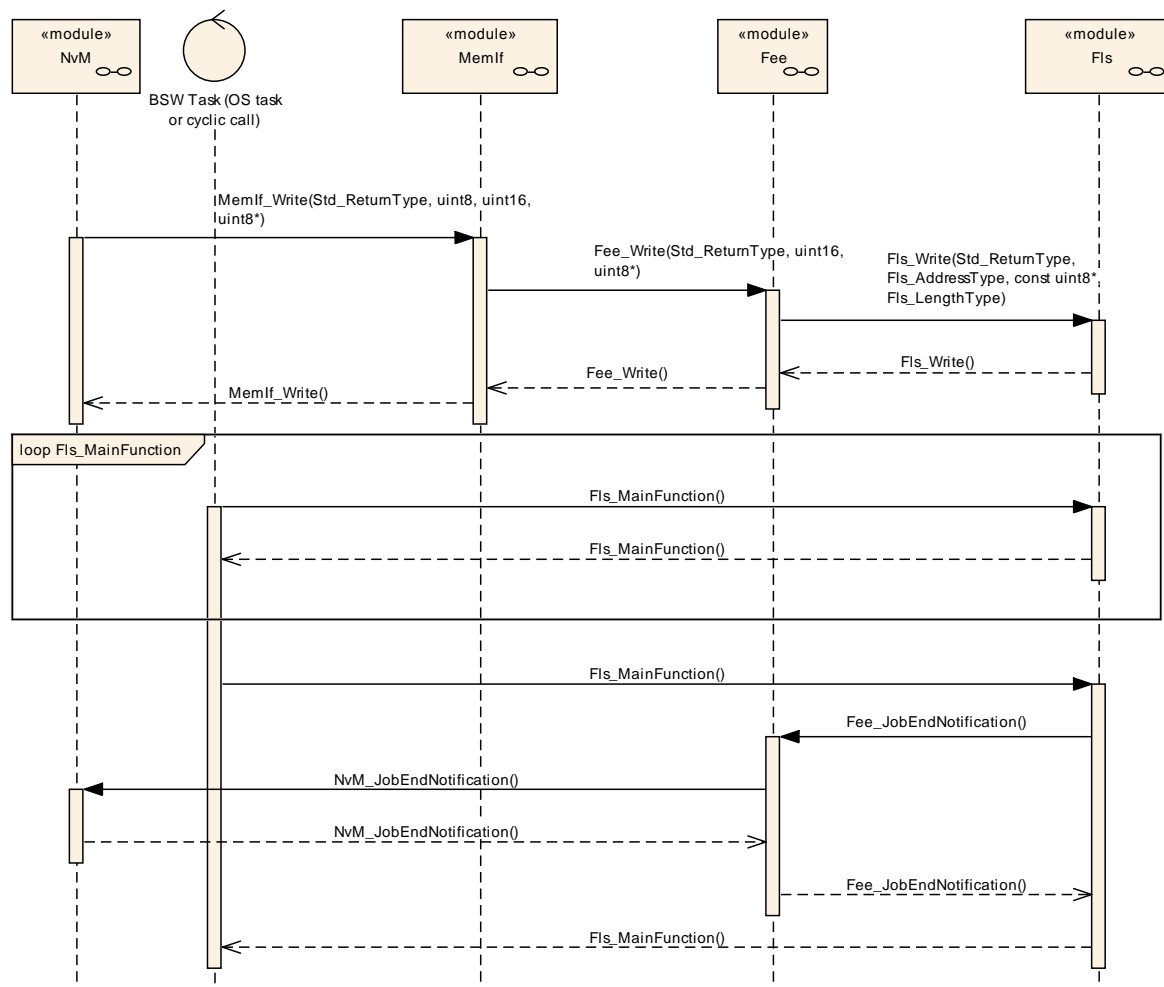 «module»
NvM
BSW Task (OS task
or cyclic call)
«module»
MemIf
«module»
Fee
«module»
Fls
MemIf_Write(Std_ReturnType, uint8, uint16,
uint8*)
Fee_Write(Std_ReturnType, uint16,
uint8*)
Fls_Write(Std_ReturnType,
Fls_AddressType, const uint8*,
Fls_LengthType)
Fls_Write()
Fee_Write()
MemIf_Write()
loop Fls_MainFunction
Fls_MainFunction()
Fls_MainFunction()
Fls_MainFunction()
Fee_JobEndNotification()
NvM_JobEndNotification()
NvM_JobEndNotification()
Fee_JobEndNotification()
Fls_MainFunction()